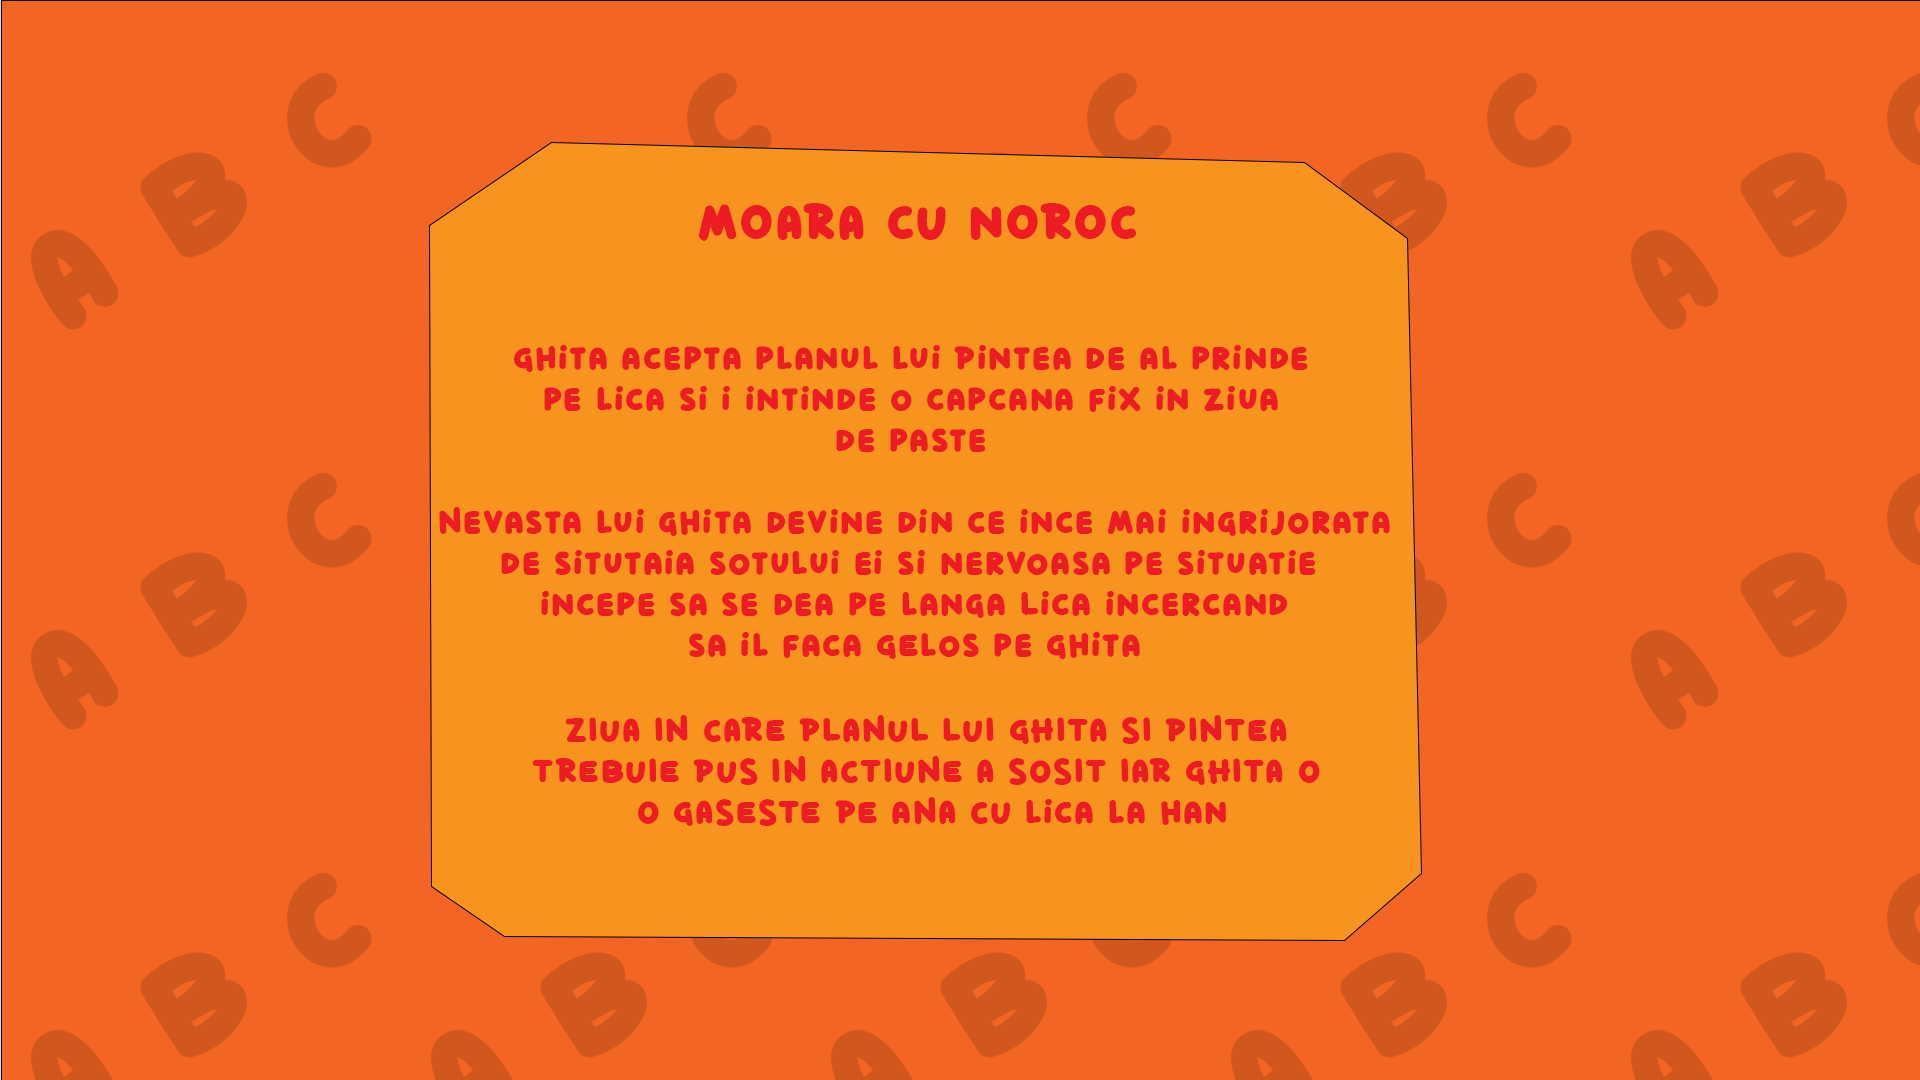 MOARA CU NOROC
GHITA ACEPTA PLANUL LUI PINTEA DE AL PRINDE
PE LICA SI I INTINDE O CAPCANA FIX IN ZIUA
DE PASTE
NEVASTA LUI GHITA DEVINE DIN CE INCE MAI INGRIJORATA
DE SITUTAIA SOTULUI EI SI NERVOASA PE SITUATIE
INCEPE SA SE DEA PE LANGA LICA INCERCAND
SA IL FACA GELOS PE GHITA
ZIUA IN CARE PLANUL LUI GHITA SI PINTEA
TREBUIE PUS IN ACTIUNE A SOSIT IAR GHITA O
O GASESTE PE ANA CU LICA LA HAN